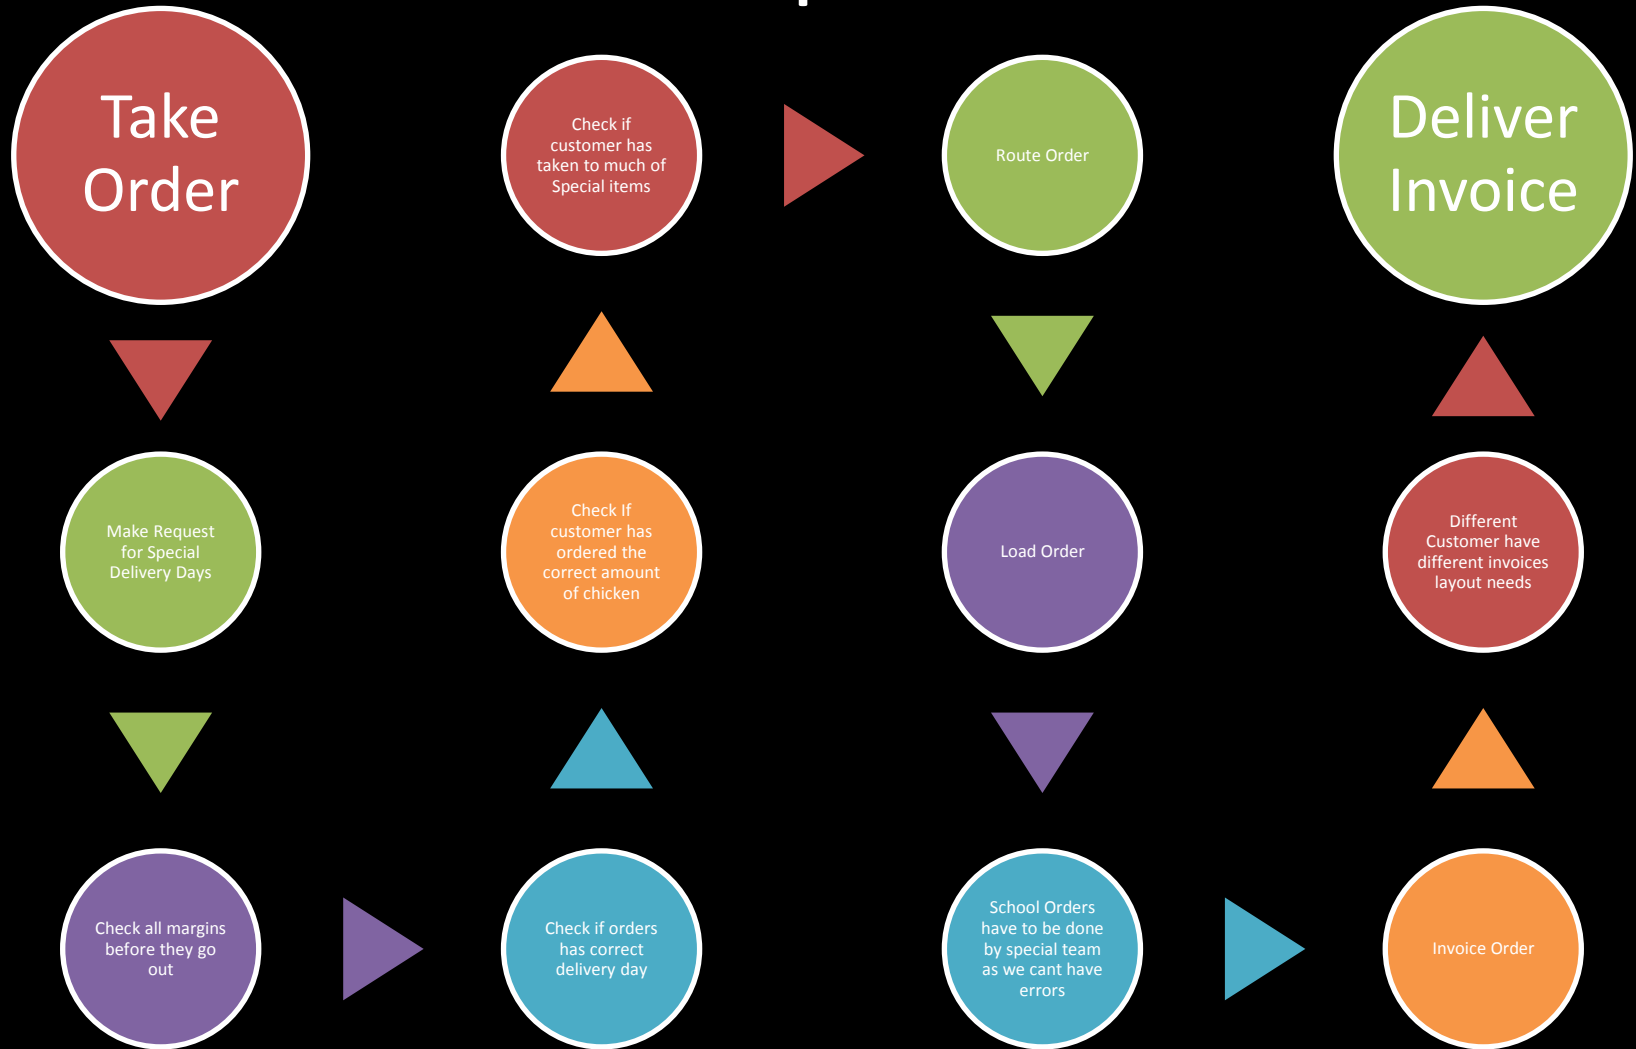 Take
Order
Make Request
for Special
Delivery Days
Check all margins
before they go
out
Check if orders
has correct
delivery day
Check If
customer has
ordered the
correct amount
of chicken
Check if
customer has
taken to much of
Special items
Route Order
Load Order
School Orders
have to be done
by special team
as we cant have
errors
Invoice Order
Different
Customer have
different invoices
layout needs
Deliver
Invoice